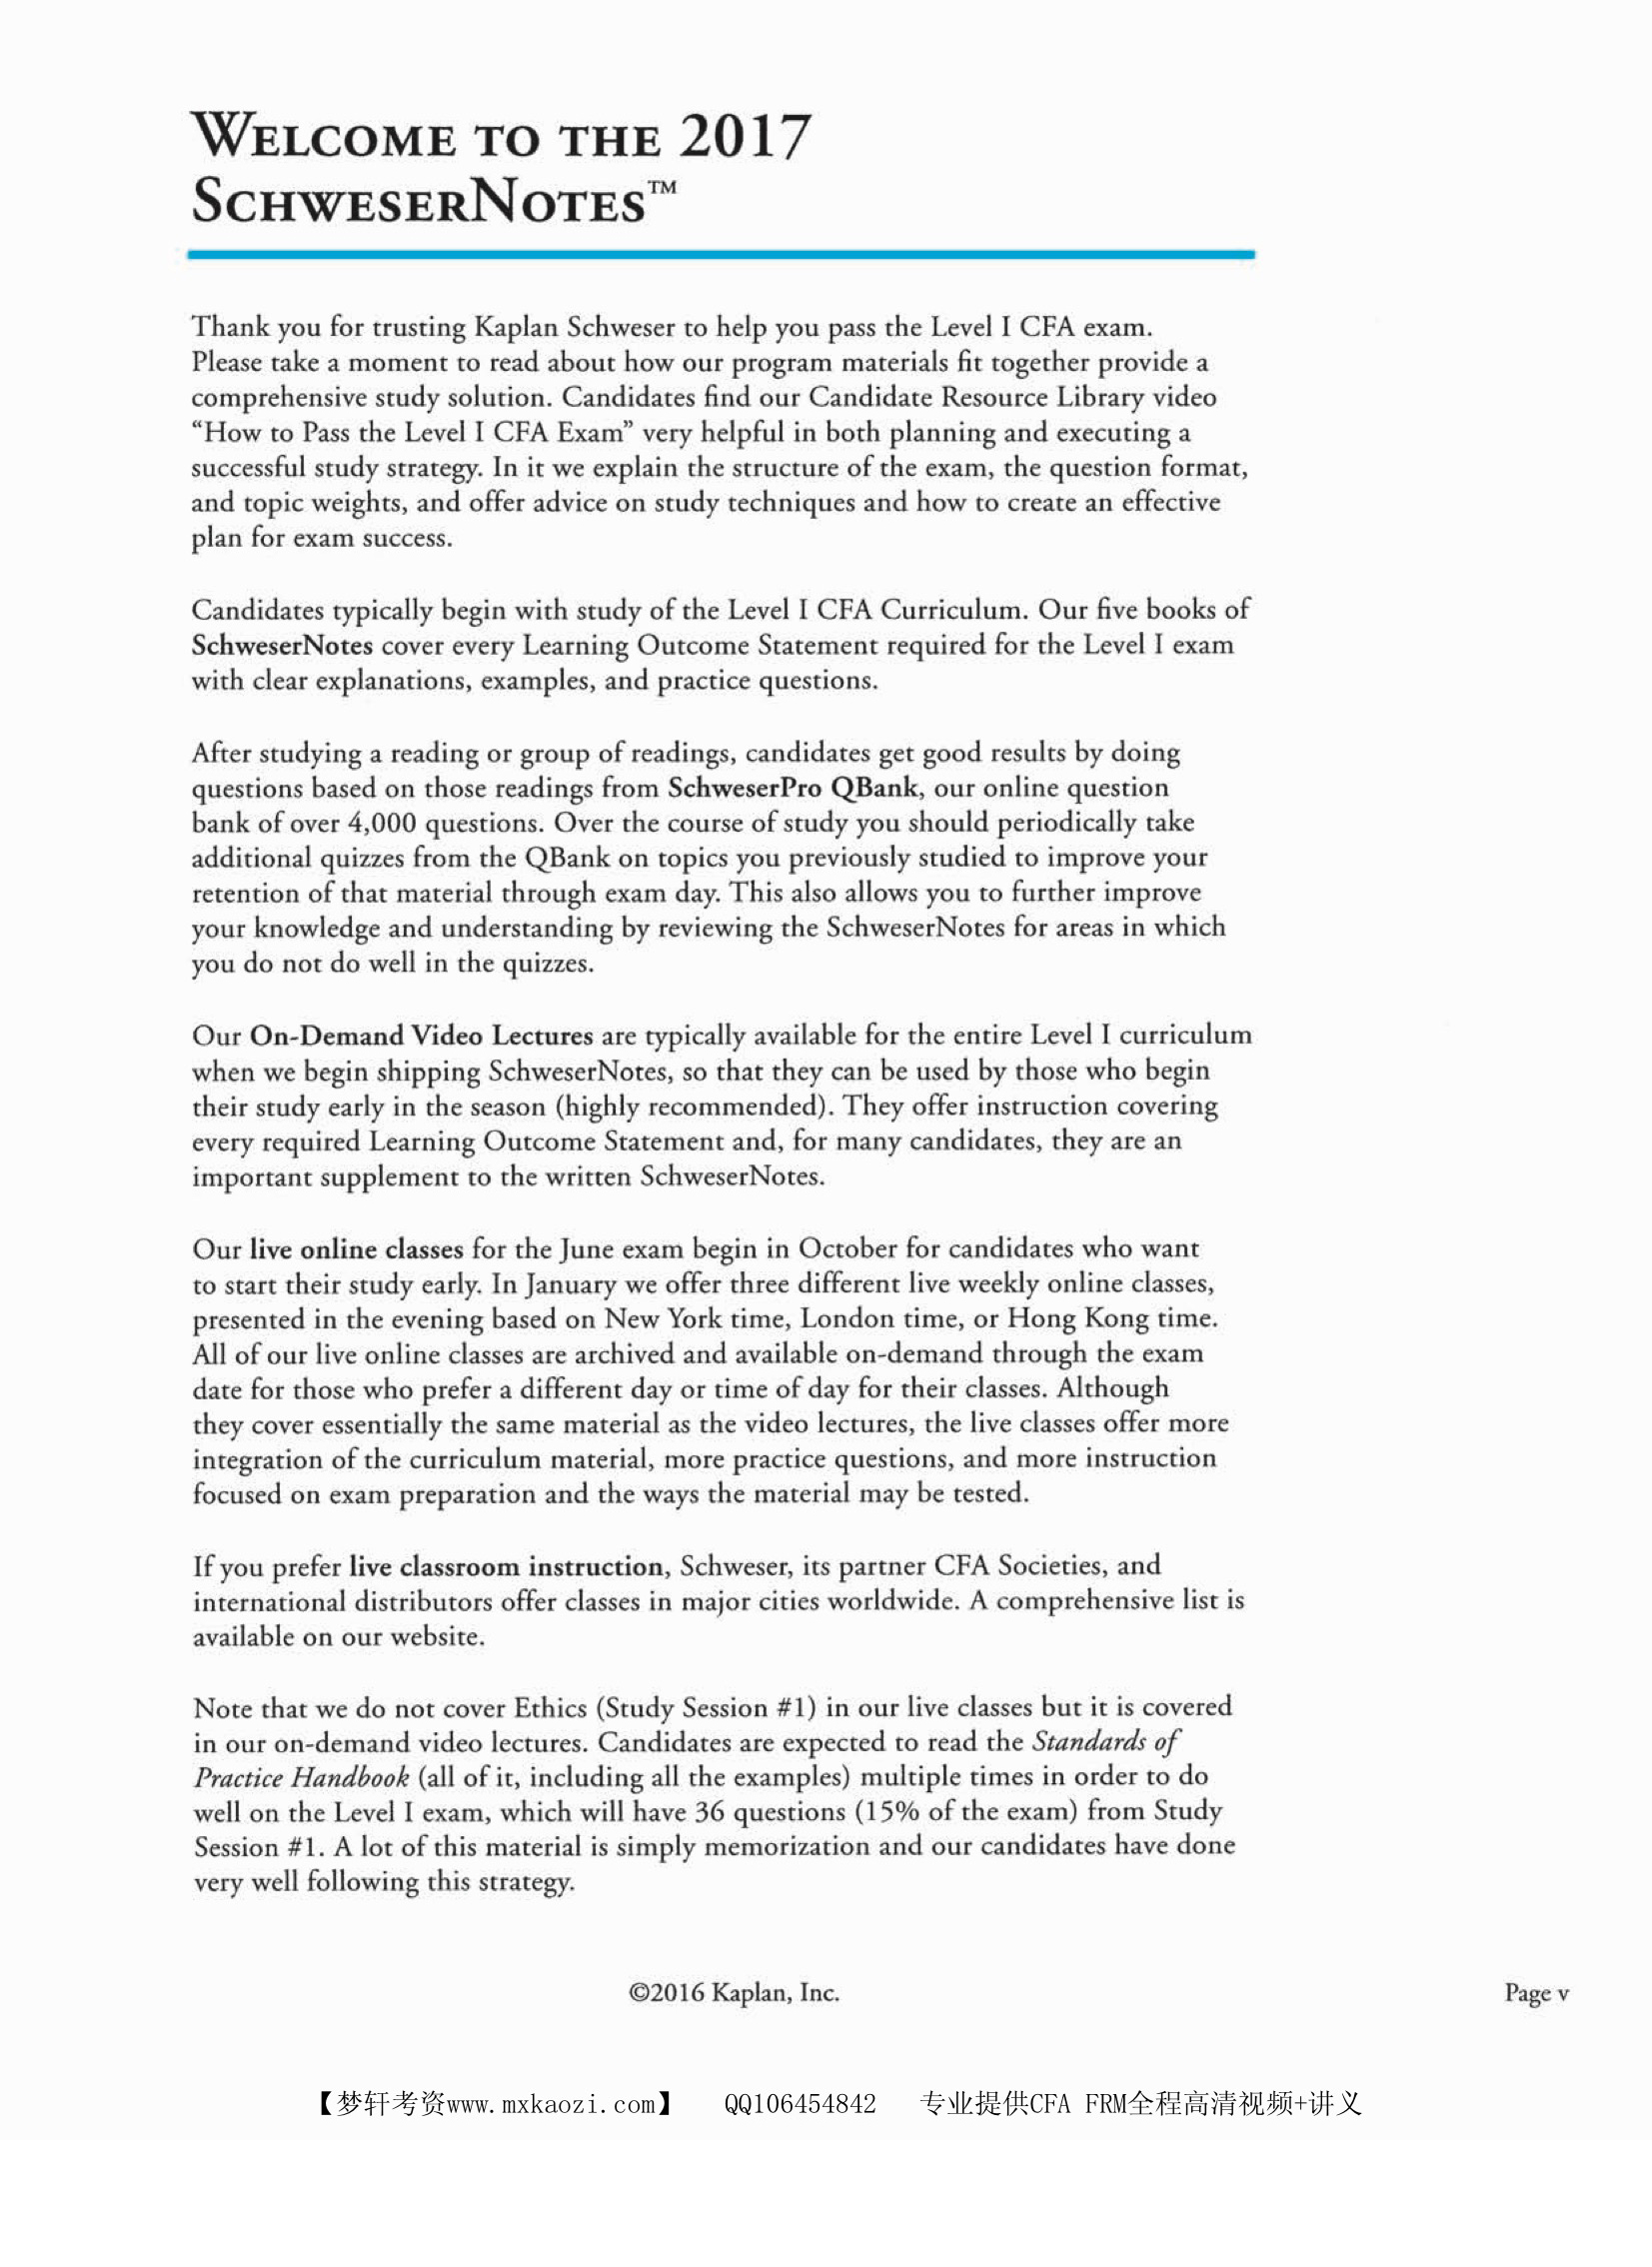 WELCOME TO THE 2017
SCHWESERNOTES™
Thank you for trusting Kaplan Schweser to help you pass the Level I CFA exam.
Please take a moment to read about how our program materials fit together provide a
comprehensive study solution. Candidates find our Candidate Resource Library video
“How to Pass the Level I CFA Exam” very helpful in both planning and executing a
successful study strategy. In it we explain the structure of the exam, the question format,
and topic weights, and offer advice on study techniques and how to create an effective
plan for exam success.
Candidates typically begin with study of the Level I CFA Curriculum. Our five books of
SchweserNotes cover every Learning Outcome Statement required for the Level I exam
with clear explanations, examples, and practice questions.
After studying a reading or group of readings, candidates get good results by doing
questions based on those readings from SchweserPro QBank, our online question
bank of over 4,000 questions. Over the course of study you should periodically take
additional quizzes from the QBank on topics you previously studied to improve your
retention of that material through exam day. This also allows you to further improve
your knowledge and understanding by reviewing the SchweserNotes for areas in which
you do not do well in the quizzes.
Our On-Demand Video Lectures are typically available for the entire Level I curriculum
when we begin shipping SchweserNotes, so that they can be used by those who begin
their study early in the season (highly recommended). They offer instruction covering
every required Learning Outcome Statement and, for many candidates, they are an
important supplement to the written SchweserNotes.
Our live online classes for the June exam begin in October for candidates who want
to start their study early. In January we offer three different live weekly online classes,
presented in the evening based on New York time, London time, or Hong Kong time.
All of our live online classes are archived and available on-demand through the exam
date for those who prefer a different day or time of day for their classes. Although
they cover essentially the same material as the video lectures, the live classes offer more
integration of the curriculum material, more practice questions, and more instruction
focused on exam preparation and the ways the material may be tested.
If you prefer live classroom instruction, Schweser, its partner CFA Societies, and
international distributors offer classes in major cities worldwide. A comprehensive list is
available on our website.
Note that we do not cover Ethics (Study Session #1) in our live classes but it is covered
in our on-demand video lectures. Candidates are expected to read the Standards of
Practice Handbook (all of it, including all the examples) multiple times in order to do
well on the Level I exam, which will have 36 questions (15% of the exam) from Study
Session #1. A lot of this material is simply memorization and our candidates have done
very well following this strategy.
©2016 Kaplan, Inc. Page v
【梦轩考资www.mxkaozi.com】 QQ106454842 专业提供CFA FRM全程高清视频+讲义